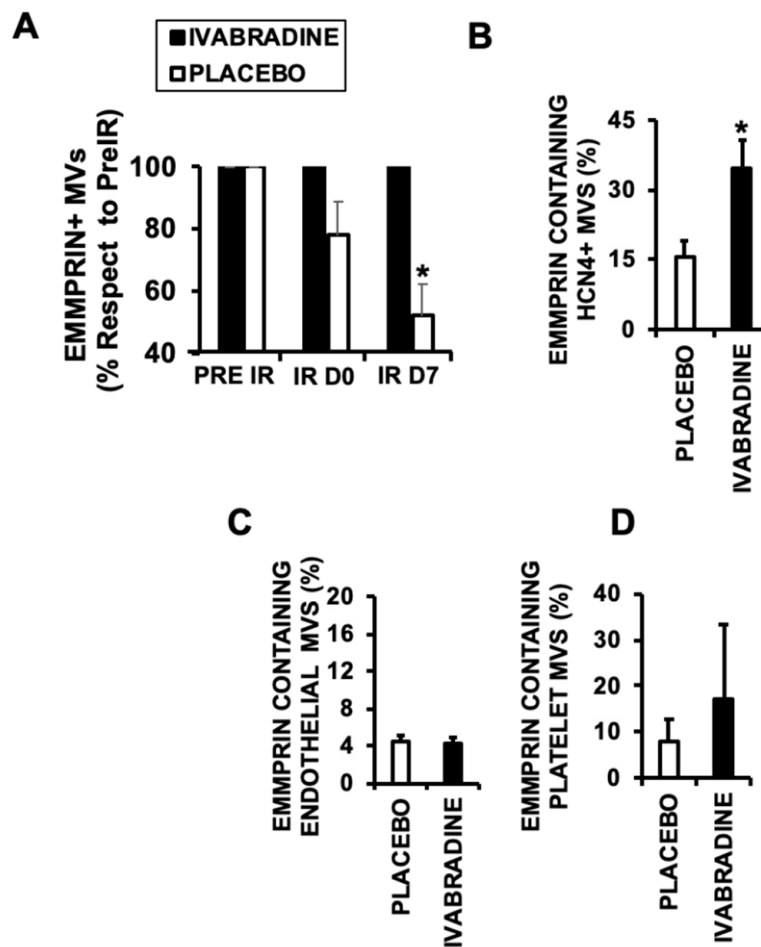 A
IVABRADINE
PLACEBO
EMMPRIN+ MVs
(% Respect to PreIR)
100
80
60
40
PRE IR
IR D0
IR D7
*
B
EMMPRIN CONTAINING
HCN4+ MVS (%)
45
30
15
0
*
PLACEBO
IVABRADINE
C
EMMPRIN CONTAINING
ENDOTHELIAL MVS (%)
20
16
12
8
4
0
PLACEBO
IVABRADINE
D
EMMPRIN CONTAINING
PLATELET MVS (%)
40
30
20
10
0
PLACEBO
IVABRADINE